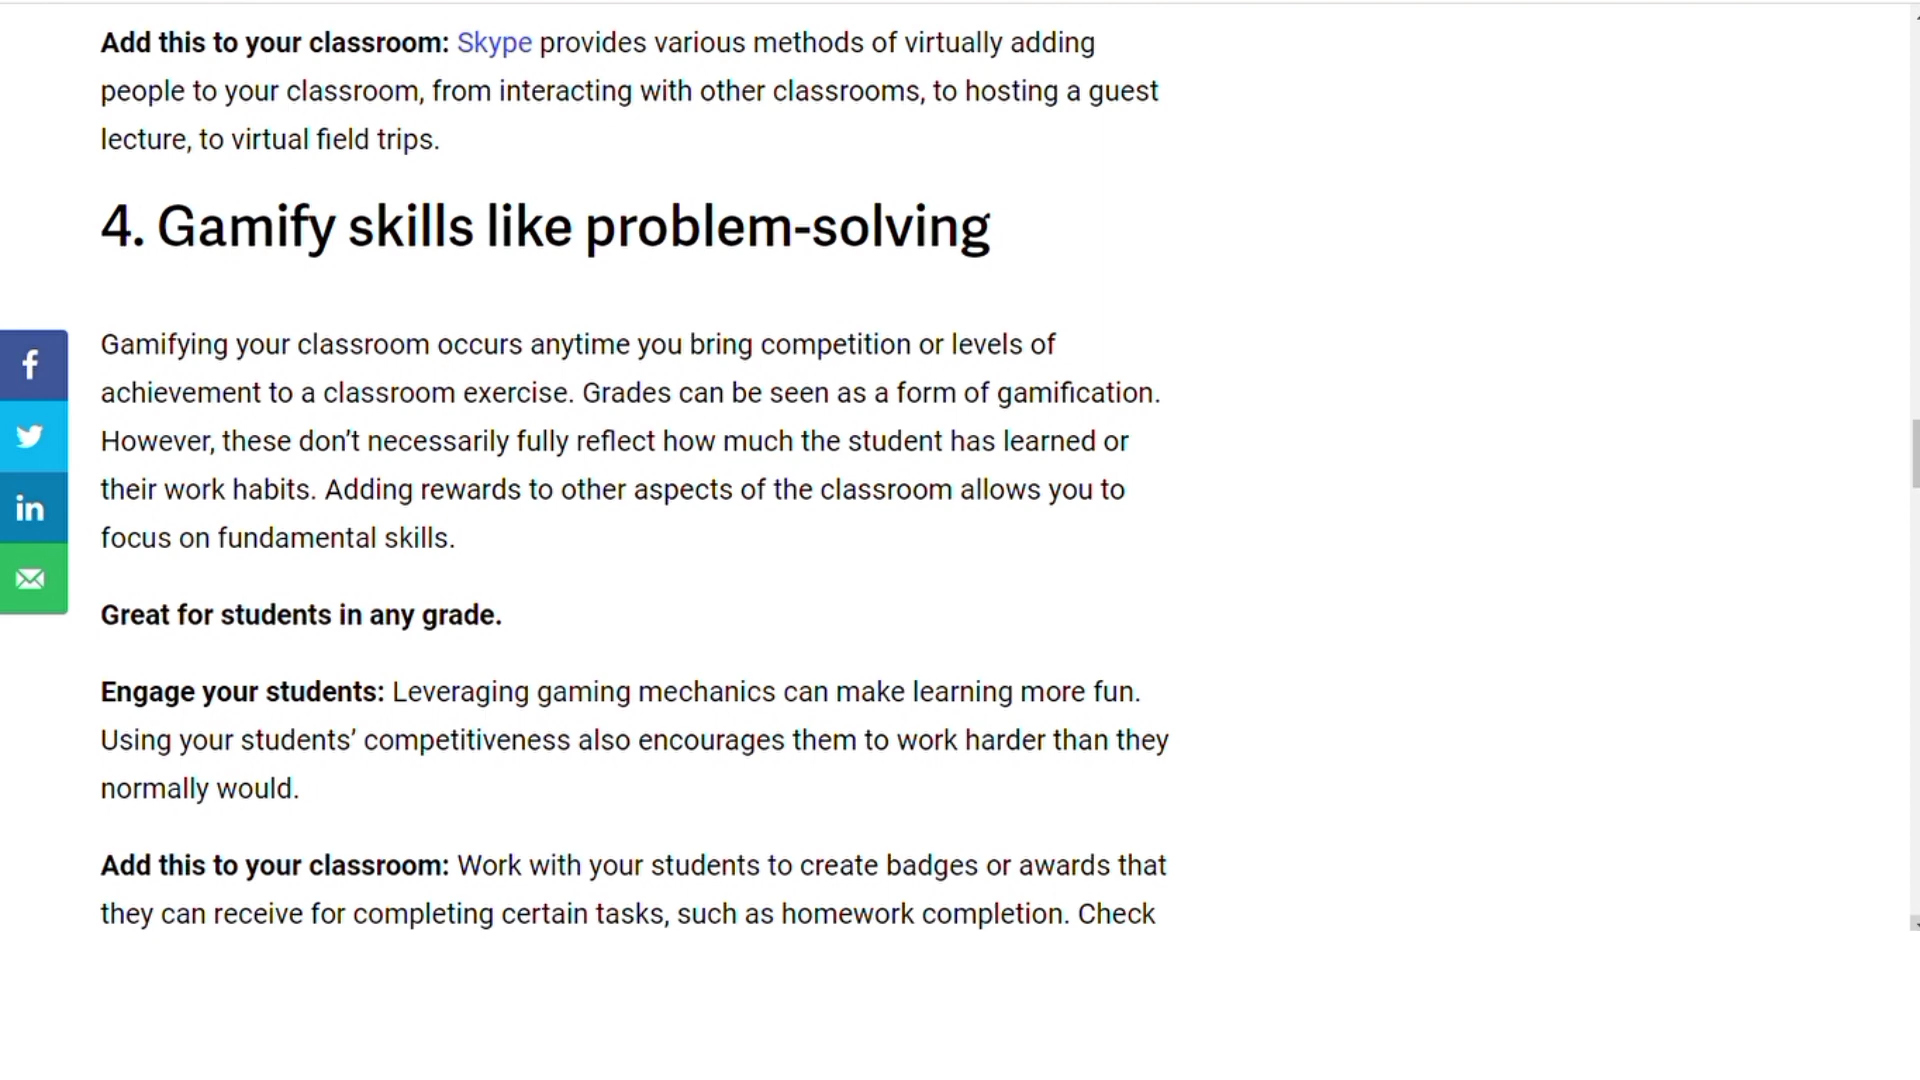 Add this to your classroom: Skype provides various methods of virtually adding
people to your classroom, from interacting with other classrooms, to hosting a guest
lecture, to virtual field trips.
4. Gamify skills like problem-solving
Gamifying your classroom occurs anytime you bring competition or levels of
achievement to a classroom exercise. Grades can be seen as a form of gamification.
However, these don’t necessarily fully reflect how much the student has learned or
their work habits. Adding rewards to other aspects of the classroom allows you to
focus on fundamental skills.
Great for students in any grade.
Engage your students: Leveraging gaming mechanics can make learning more fun.
Using your students’ competitiveness also encourages them to work harder than they
normally would.
Add this to your classroom: Work with your students to create badges or awards that
they can receive for completing certain tasks, such as homework completion. Check